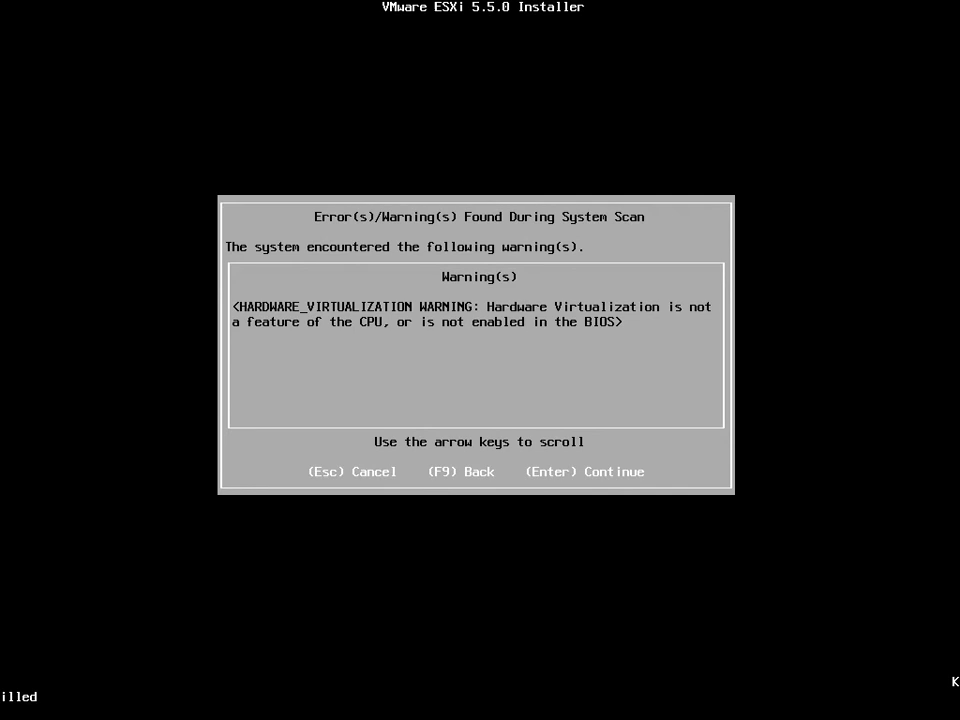 VMware ESXi 5.5.0 Installer
Error(s)/Warning(s) Found During System Scan
The system encountered the following warning(s).
Warning(s)
<HARDWARE_VIRTUALIZATION WARNING: Hardware Virtualization is not
a feature of the CPU, or is not enabled in the BIOS>
Use the arrow keys to scroll
(Esc) Cancel    (F9) Back    (Enter) Continue
K
illed